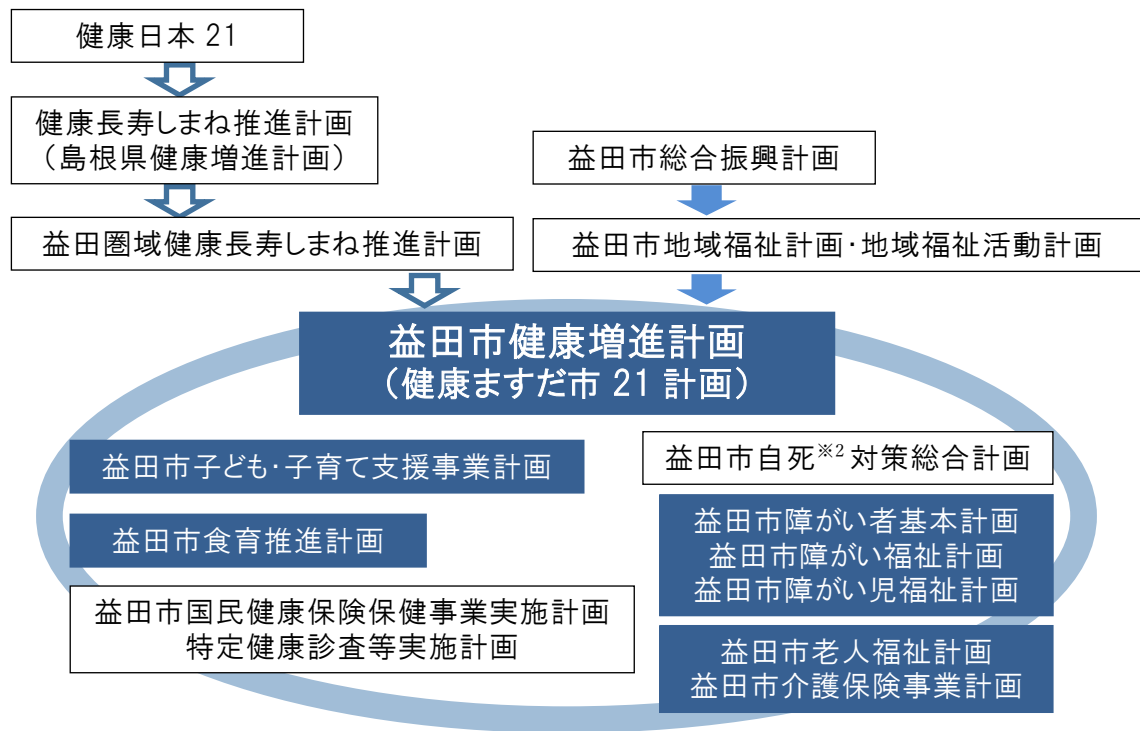 健康日本 21
健康長寿しまね推進計画
（島根県健康増進計画）
益田圏域健康長寿しまね推進計画
益田市総合振興計画
益田市地域福祉計画・地域福祉活動計画
益田市健康増進計画
（健康ますだ市 21 計画）
益田市子ども・子育て支援事業計画
益田市食育推進計画
益田市国民健康保険保健事業実施計画
特定健康診査等実施計画
益田市自死※2 対策総合計画
益田市障がい者基本計画
益田市障がい福祉計画
益田市障がい児福祉計画
益田市老人福祉計画
益田市介護保険事業計画